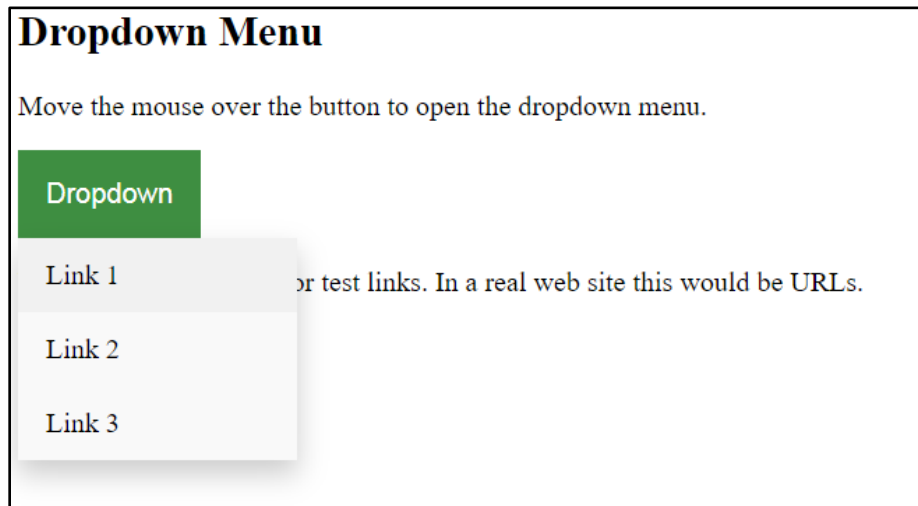 Dropdown Menu
Move the mouse over the button to open the dropdown menu.
Dropdown
Link 1
test links. In a real web site this would be URLs.
Link 2
Link 3